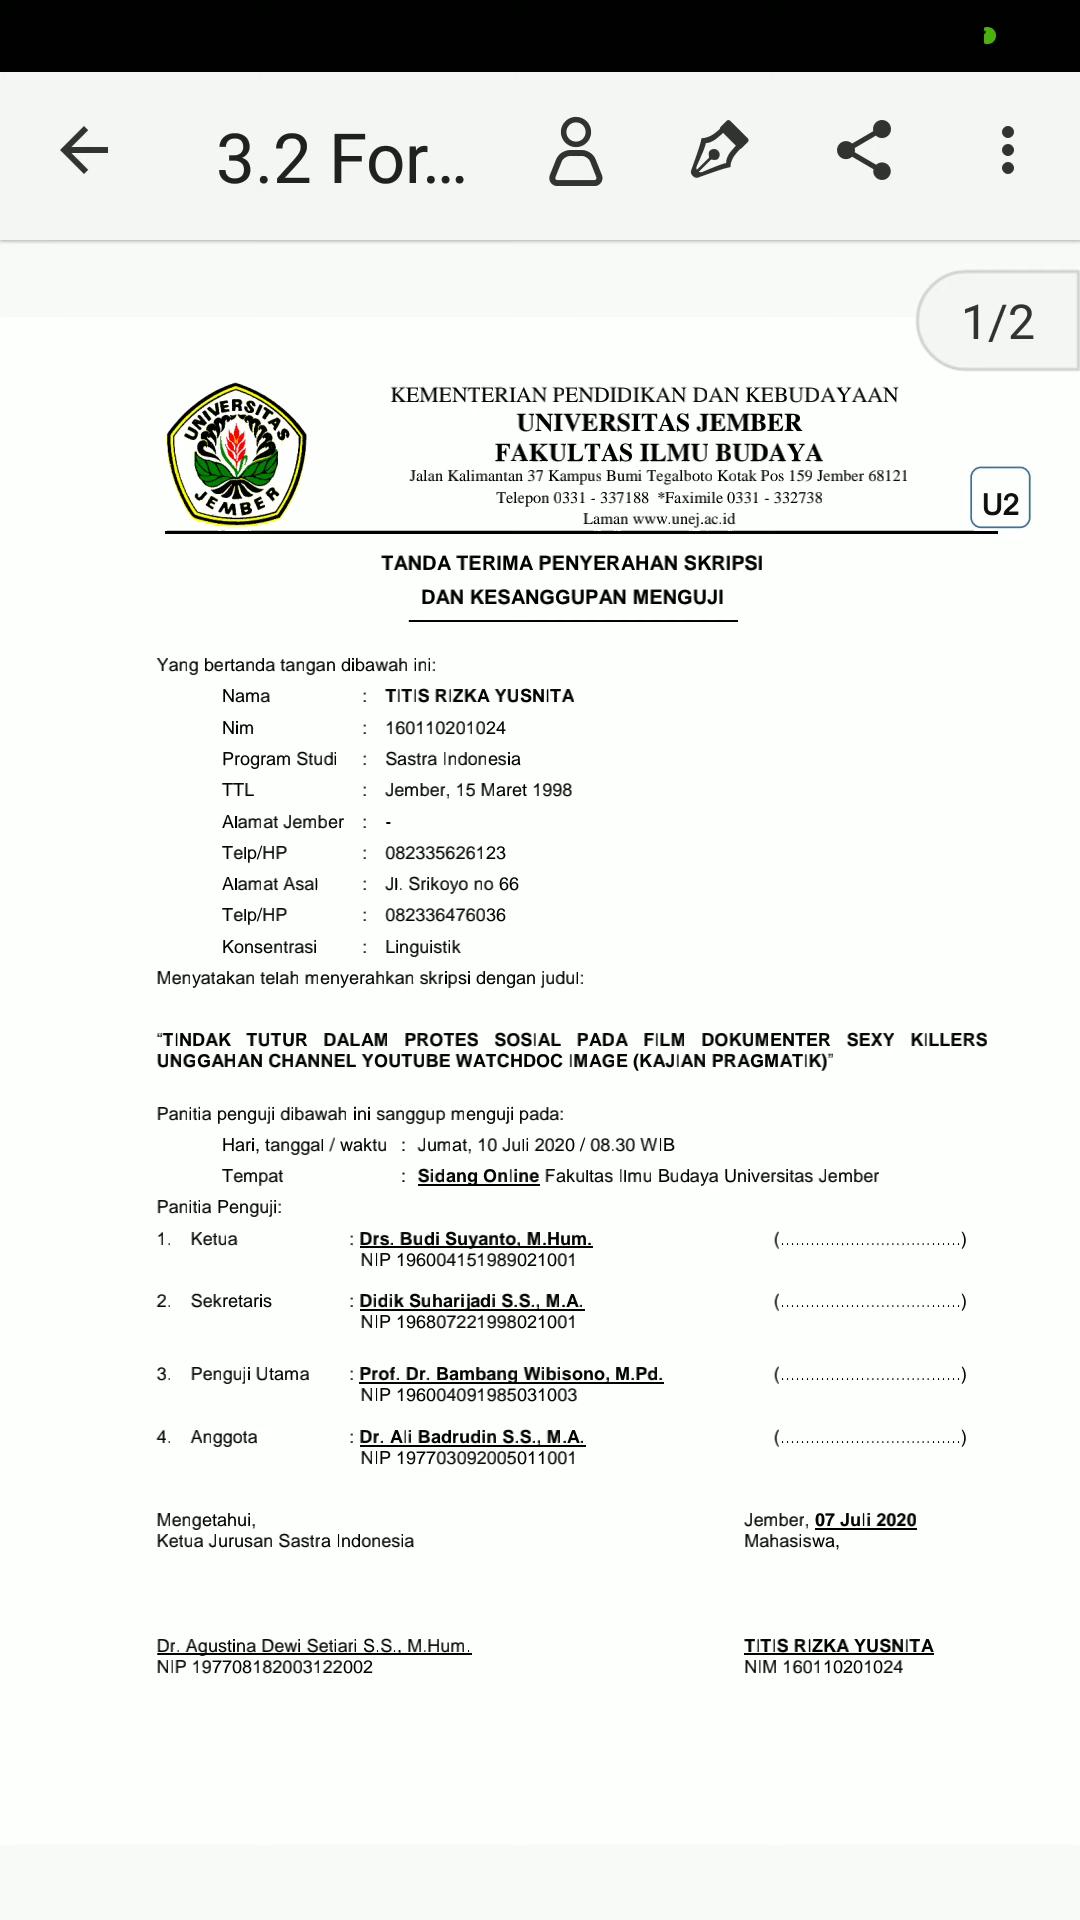 3.2 For...
1/2
UNIVERSITAS
JEMBER
KEMENTERIAN PENDIDIKAN DAN KEBUDAYAAN
UNIVERSITAS JEMBER
FAKULTAS ILMU BUDAYA
Jalan Kalimantan 37 Kampus Bumi Tegalboto Kotak Pos 159 Jember 68121
Telepon 0331 - 337188 *Faximile 0331 - 332738
Laman www.unej.ac.id
U2
TANDA TERIMA PENYERAHAN SKRIPSI
DAN KESANGGUPAN MENGUJI
Yang bertanda tangan dibawah ini:
Nama : TITIS RIZKA YUSNITA
Nim : 160110201024
Program Studi : Sastra Indonesia
TTL : Jember, 15 Maret 1998
Alamat Jember : -
Telp/HP : 082335626123
Alamat Asal : Jl. Srikoyo no 66
Telp/HP : 082336476036
Konsentrasi : Linguistik
Menyatakan telah menyerahkan skripsi dengan judul:
“TINDAK TUTUR DALAM PROTES SOSIAL PADA FILM DOKUMENTER SEXY KILLERS
UNGGAHAN CHANNEL YOUTUBE WATCHDOC IMAGE (KAJIAN PRAGMATIK)”
Panitia penguji dibawah ini sanggup menguji pada:
Hari, tanggal / waktu : Jumat, 10 Juli 2020 / 08.30 WIB
Tempat : Sidang Online Fakultas Ilmu Budaya Universitas Jember
Panitia Penguji:
1. Ketua : Drs. Budi Suyanto, M.Hum. (....................................)
NIP 196004151989021001
2. Sekretaris : Didik Suharijadi S.S., M.A. (....................................)
NIP 196807221998021001
3. Penguji Utama : Prof. Dr. Bambang Wibisono, M.Pd. (....................................)
NIP 196004091985031003
4. Anggota : Dr. Ali Badrudin S.S., M.A. (....................................)
NIP 197703092005011001
Mengetahui,
Ketua Jurusan Sastra Indonesia
Dr. Agustina Dewi Setiari S.S., M.Hum.
NIP 197708182003122002
Jember, 07 Juli 2020
Mahasiswa,
TITIS RIZKA YUSNITA
NIM 160110201024